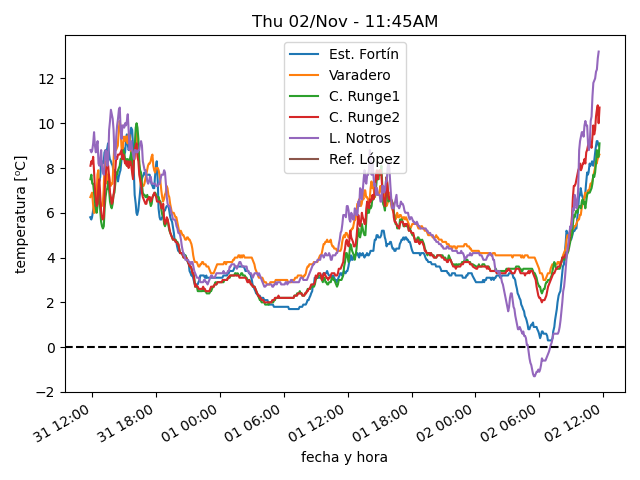 Thu 02/Nov - 11:45AM
Est. Fortín
Varadero
C. Runge1
C. Runge2
L. Notros
Ref. López
temperatura [ºC]
12
10
8
6
4
2
0
−2
31 12:00
31 18:00
01 00:00
01 06:00
01 12:00
01 18:00
02 00:00
02 06:00
02 12:00
fecha y hora